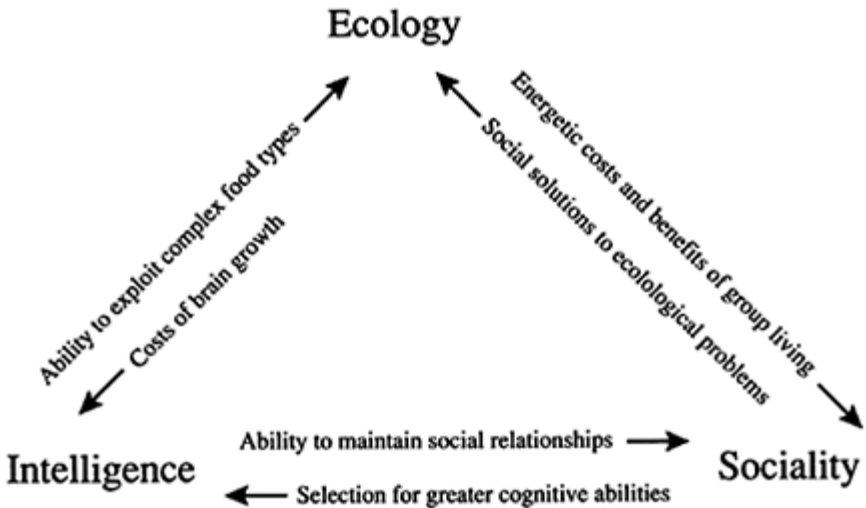 Ecology
Ability to exploit complex food types
Costs of brain growth
Energetic costs and benefits of group living
Social solutions to ecolological problems
Ability to maintain social relationships
Intelligence
Sociality
Selection for greater cognitive abilities